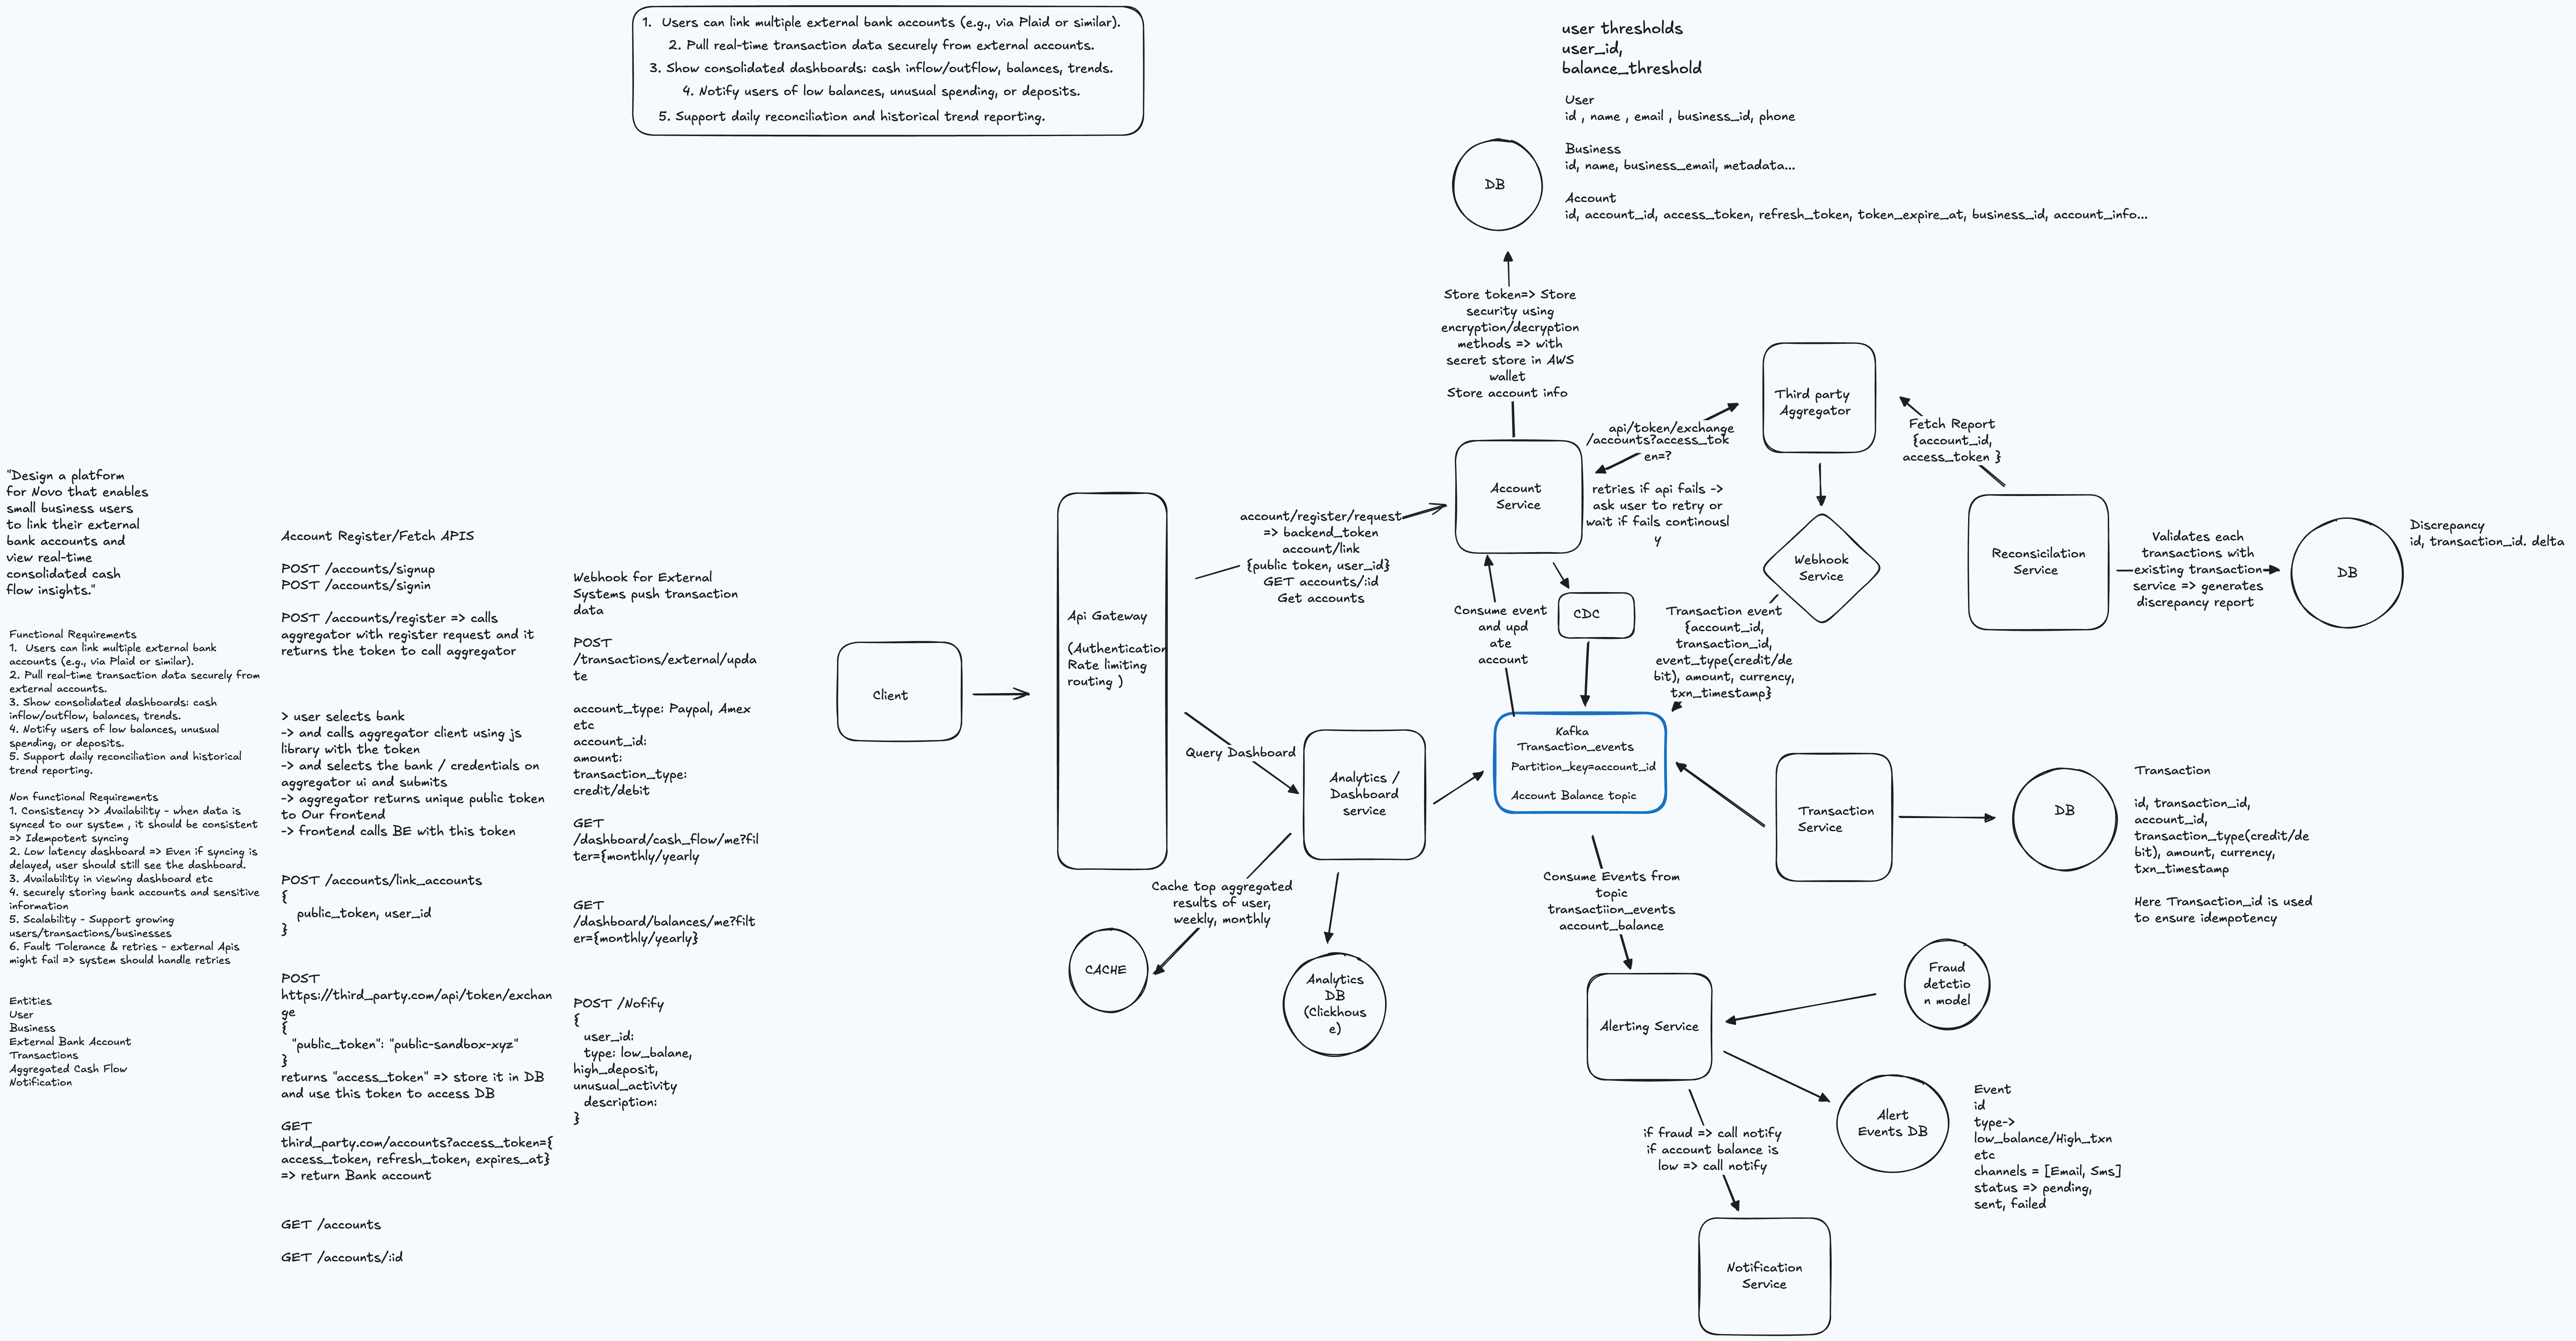 1. Users can link multiple external bank accounts (e.g., via Plaid or similar).
2. Pull real-time transaction data securely from external accounts.
3. Show consolidated dashboards: cash inflow/outflow, balances, trends.
4. Notify users of low balances, unusual spending, or deposits.
5. Support daily reconciliation and historical trend reporting.
user thresholds
user_id,
balance_threshold
User
id , name , email , business_id, phone
Business
id, name, business_email, metadata...
Account
id, account_id, access_token, refresh_token, token_expire_at, business_id, account_info...
DB
Store token=> Store
security using
encryption/decryption
methods => with
secret store in AWS
wallet
Store account info
"Design a platform
for Novo that enables
small business users
to link their external
bank accounts and
view real-time
consolidated cash
flow insights."
Functional Requirements
1. Users can link multiple external bank
accounts (e.g., via Plaid or similar).
2. Pull real-time transaction data securely from
external accounts.
3. Show consolidated dashboards: cash
inflow/outflow, balances, trends.
4. Notify users of low balances, unusual
spending, or deposits.
5. Support daily reconciliation and historical
trend reporting.
Non functional Requirements
1. Consistency >> Availability - when data is
synced to our system , it should be consistent
=> Idempotent syncing
2. Low latency dashboard => Even if syncing is
delayed, user should still see the dashboard.
3. Availability in viewing dashboard etc
4. securely storing bank accounts and sensitive
information
5. Scalability - Support growing
users/transactions/businesses
6. Fault Tolerance & retries - external Apis
might fail => system should handle retries
Entities
User
Business
External Bank Account
Transactions
Aggregated Cash Flow
Notification
Account Register/Fetch APIS
POST /accounts/signup
POST /accounts/signin
POST /accounts/register => calls
aggregator with register request and it
returns the token to call aggregator
> user selects bank
-> and calls aggregator client using js
library with the token
-> and selects the bank / credentials on
aggregator ui and submits
-> aggregator returns unique public token
to Our frontend
-> frontend calls BE with this token
POST /accounts/link_accounts
{
public_token, user_id
}
POST
https://third_party.com/api/token/exchan
ge
{
"public_token": "public-sandbox-xyz"
}
returns "access_token" => store it in DB
and use this token to access DB
GET
third_party.com/accounts?access_token={
access_token, refresh_token, expires_at}
=> return Bank account
GET /accounts
GET /accounts/:id
Webhook for External
Systems push transaction
data
POST
/transactions/external/upda
te
account_type: Paypal, Amex
etc
account_id:
amount:
transaction_type:
credit/debit
GET
/dashboard/cash_flow/me?fil
ter={monthly/yearly
GET
/dashboard/balances/me?filt
er={monthly/yearly}
POST /Nofify
{
user_id:
type: low_balane,
high_deposit,
unusual_activity
description:
}
Client
Api Gateway
(Authentication
Rate limiting
routing )
account/register/request
=> backend_token
account/link
{public token, user_id}
GET accounts/:id
Get accounts
Query Dashboard
Account
Service
api/token/exchange
/accounts?access_tok
en=?
retries if api fails ->
ask user to retry or
wait if fails continousl
y
Third party
Aggregator
Webhook
Service
Fetch Report
{account_id,
access_token }
Reconsicilation
Service
Validates each
transactions with
existing transaction
service => generates
discrepancy report
DB
Discrepancy
id, transaction_id. delta
Consume event
and upd
ate
account
CDC
Transaction event
{account_id,
transaction_id,
event_type(credit/de
bit), amount, currency,
txn_timestamp}
Kafka
Transaction_events
Partition_key=account_id
Account Balance topic
Analytics /
Dashboard
service
Cache top aggregated
results of user,
weekly, monthly
CACHE
Analytics
DB
(Clickhous
e)
Transaction
Service
DB
Transaction
id, transaction_id,
account_id,
transaction_type(credit/de
bit), amount, currency,
txn_timestamp
Here Transaction_id is used
to ensure idempotency
Consume Events from
topic
transactiion_events
account_balance
Alerting Service
Fraud
detctio
n model
Alert
Events DB
Event
id
type->
low_balance/High_txn
etc
channels = [Email, Sms]
status => pending,
sent, failed
if fraud => call notify
if account balance is
low => call notify
Notification
Service